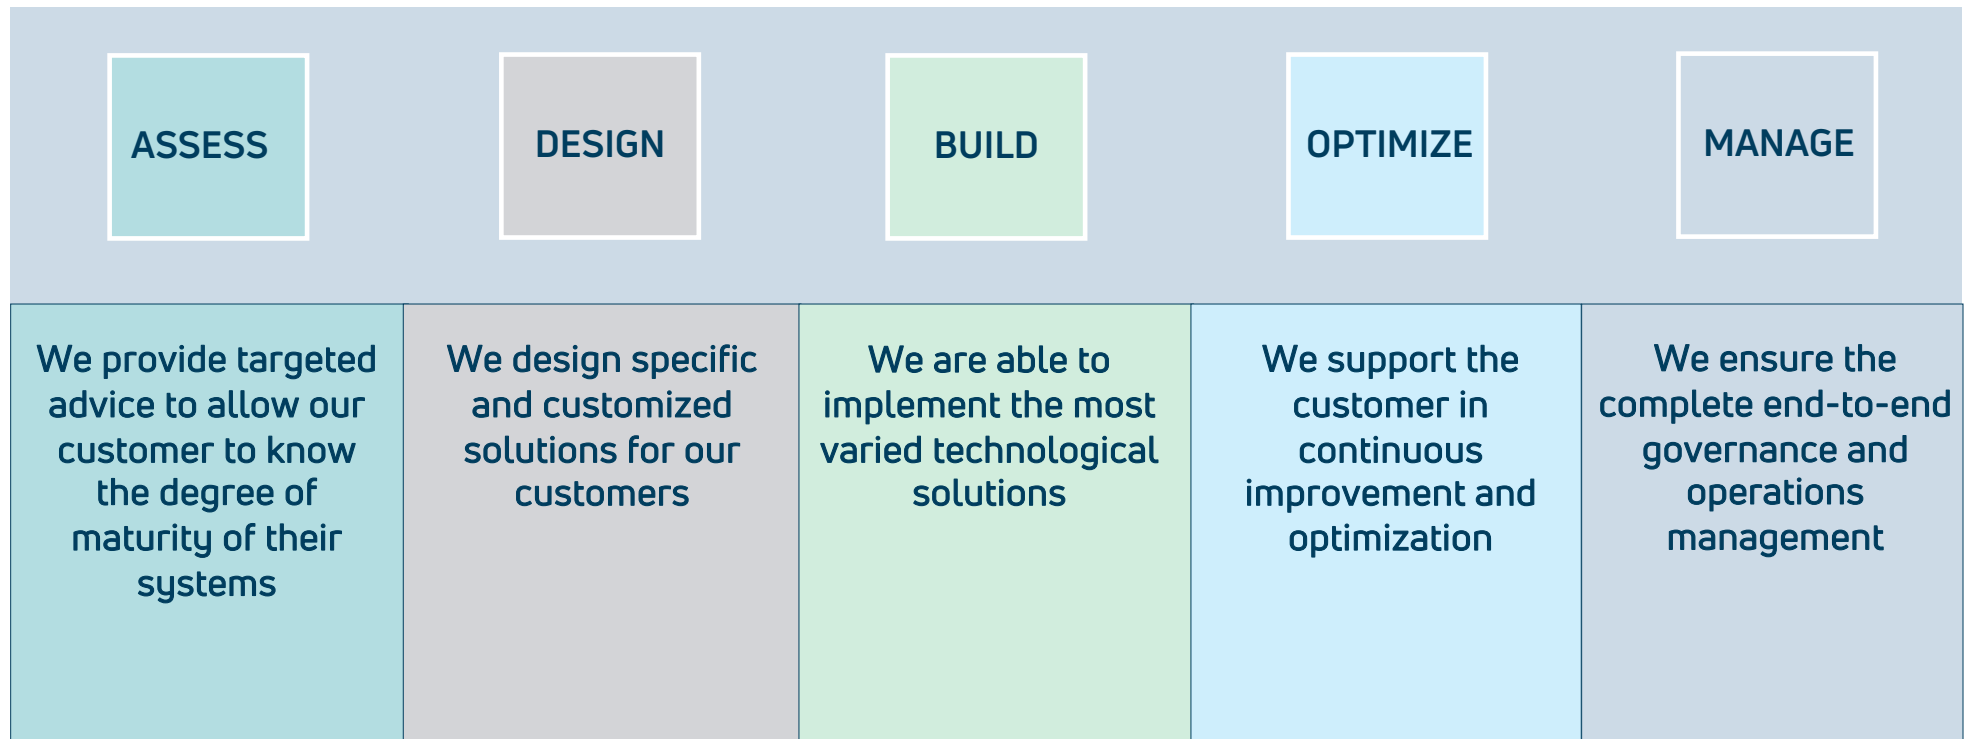 ASSESS
DESIGN
BUILD
OPTIMIZE
MANAGE
We provide targeted
advice to allow our
customer to know
the degree of
maturity of their
systems
We design specific
and customized
solutions for our
customers
We are able to
implement the most
varied technological
solutions
We support the
customer in
continuous
improvement and
optimization
We ensure the
complete end-to-end
governance and
operations
management